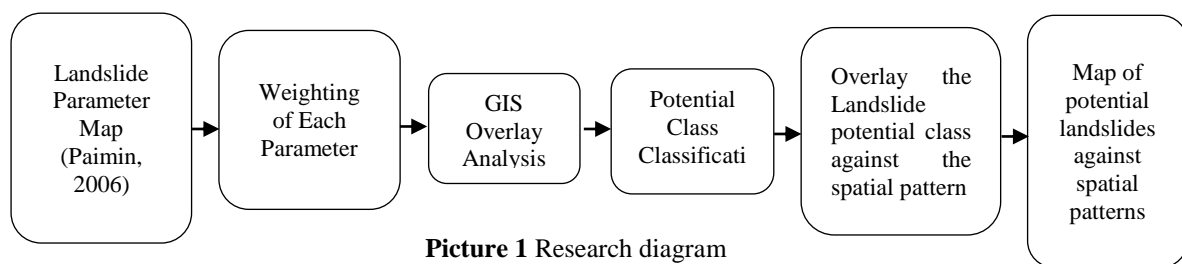 Landslide
Parameter
Map
(Paimin,
2006)
Weighting
of Each
Parameter
GIS
Overlay
Analysis
Potential
Class
Classificati
Overlay the
Landslide
potential class
against the
spatial pattern
Map of
potential
landslides
against
spatial
patterns
Picture 1 Research diagram